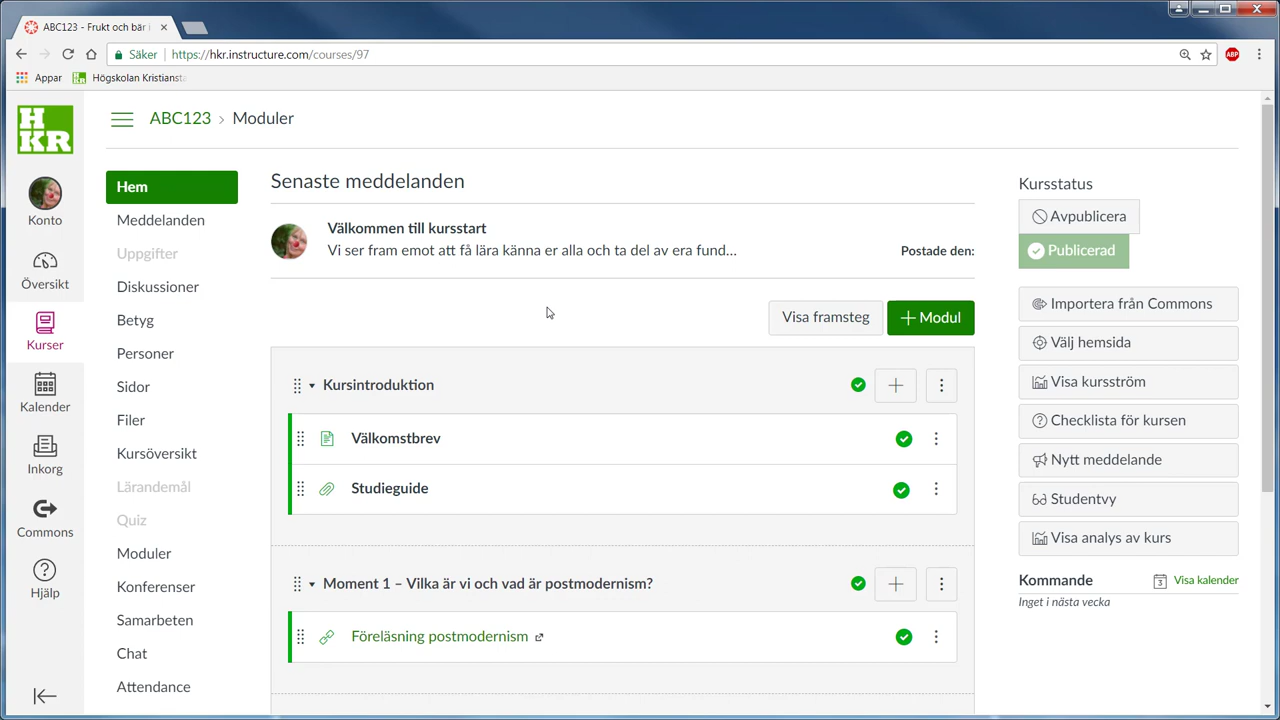 ABC123 - Frukt och bär i
Säker https://hkr.instructure.com/courses/97
ABP
Appar Högskolan Kristiansta
HKR
Konto
Översikt
Kurser
Kalender
Inkorg
Commons
Hjälp
ABC123 > Moduler
Hem
Meddelanden
Uppgifter
Diskussioner
Betyg
Personer
Sidor
Filer
Kursöversikt
Lärandemål
Quiz
Moduler
Konferenser
Samarbeten
Chat
Attendance
Senaste meddelanden
Välkommen till kursstart
Vi ser fram emot att få lära känna er alla och ta del av era fund...
Postade den:
Visa framsteg
+ Modul
Kursintroduktion
Välkomstbrev
Studieguide
Moment 1 – Vilka är vi och vad är postmodernism?
Föreläsning postmodernism
Kursstatus
Avpublicera
Publicerad
Importera från Commons
Välj hemsida
Visa kursström
Checklista för kursen
Nytt meddelande
Studentvy
Visa analys av kurs
Kommande
3 Visa kalender
Inget i nästa vecka